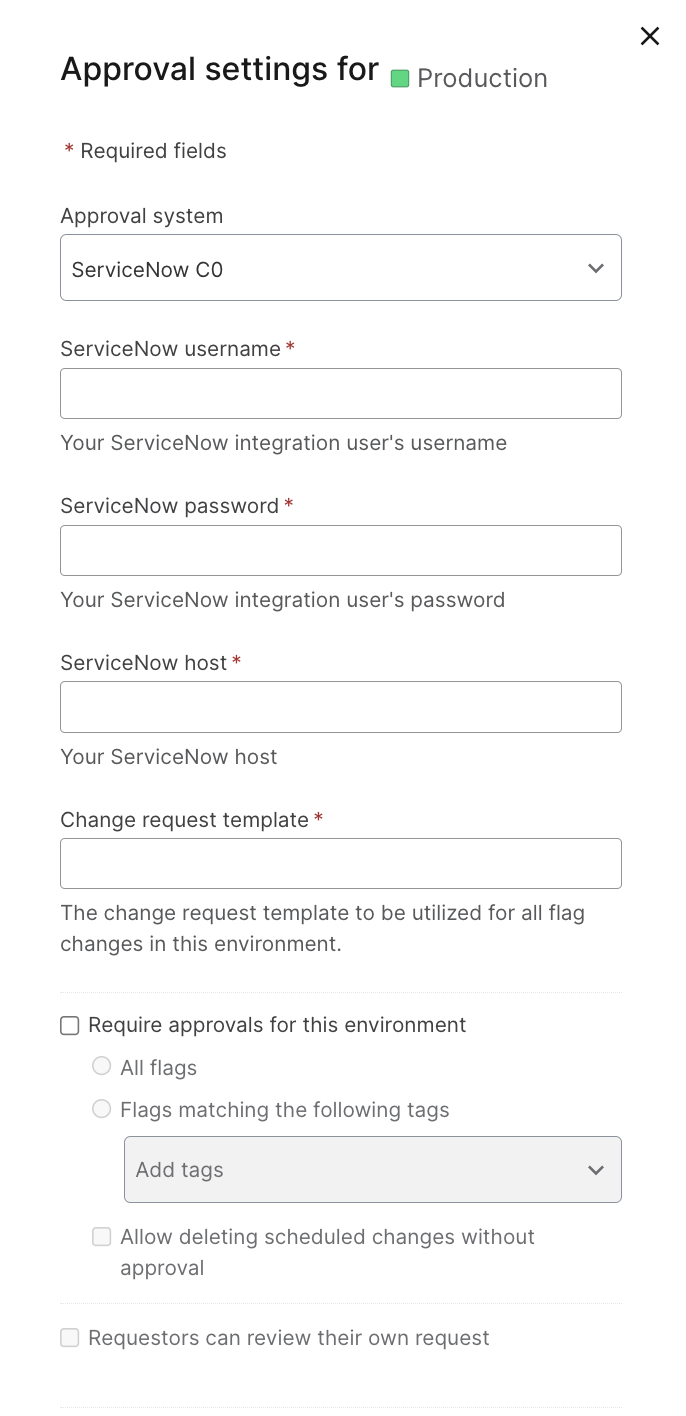 Approval settings for Production
* Required fields
Approval system
ServiceNow C0
ServiceNow username *
Your ServiceNow integration user's username
ServiceNow password *
Your ServiceNow integration user's password
ServiceNow host *
Your ServiceNow host
Change request template *
The change request template to be utilized for all flag
changes in this environment.
Require approvals for this environment
All flags
Flags matching the following tags
Add tags
Allow deleting scheduled changes without
approval
Requestors can review their own request